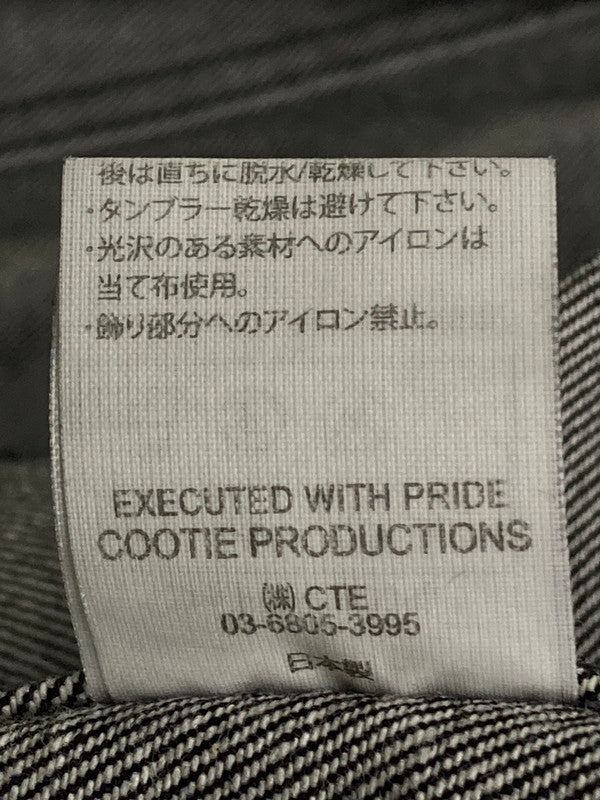 後は直ちに脱水/乾燥して下さい。
・タンブラー乾燥は避けて下さい。
・光沢のある素材へのアイロンは
当て布使用。
・飾り部分へのアイロン禁止。
EXECUTED WITH PRIDE
COOTIE PRODUCTIONS
㈱ CTE
03-6805-3995
日本製